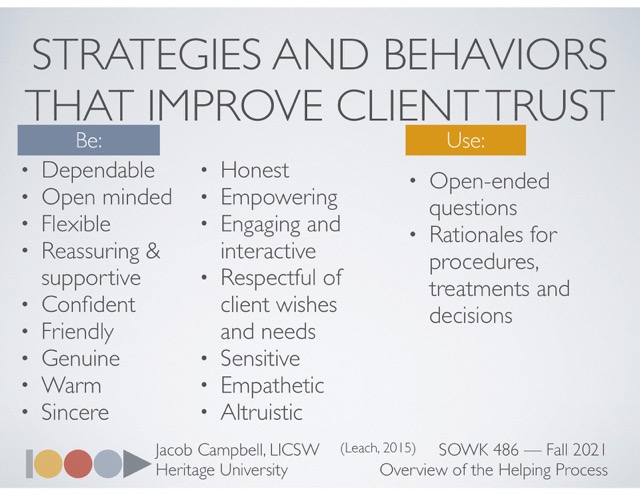 STRATEGIES AND BEHAVIORS
THAT IMPROVE CLIENT TRUST
Be:
• Dependable
• Open minded
• Flexible
• Reassuring &
supportive
• Confident
• Friendly
• Genuine
• Warm
• Sincere
• Honest
• Empowering
• Engaging and
interactive
• Respectful of
client wishes
and needs
• Sensitive
• Empathetic
• Altruistic
Use:
• Open-ended
questions
• Rationales for
procedures,
treatments and
decisions
Jacob Campbell, LICSW
Heritage University
(Leach, 2015)
SOWK 486 — Fall 2021
Overview of the Helping Process